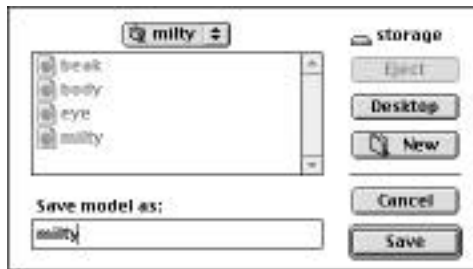 milty
storage
beak
body
eye
milty
Eject
Desktop
New
Save model as:
milty
Cancel
Save